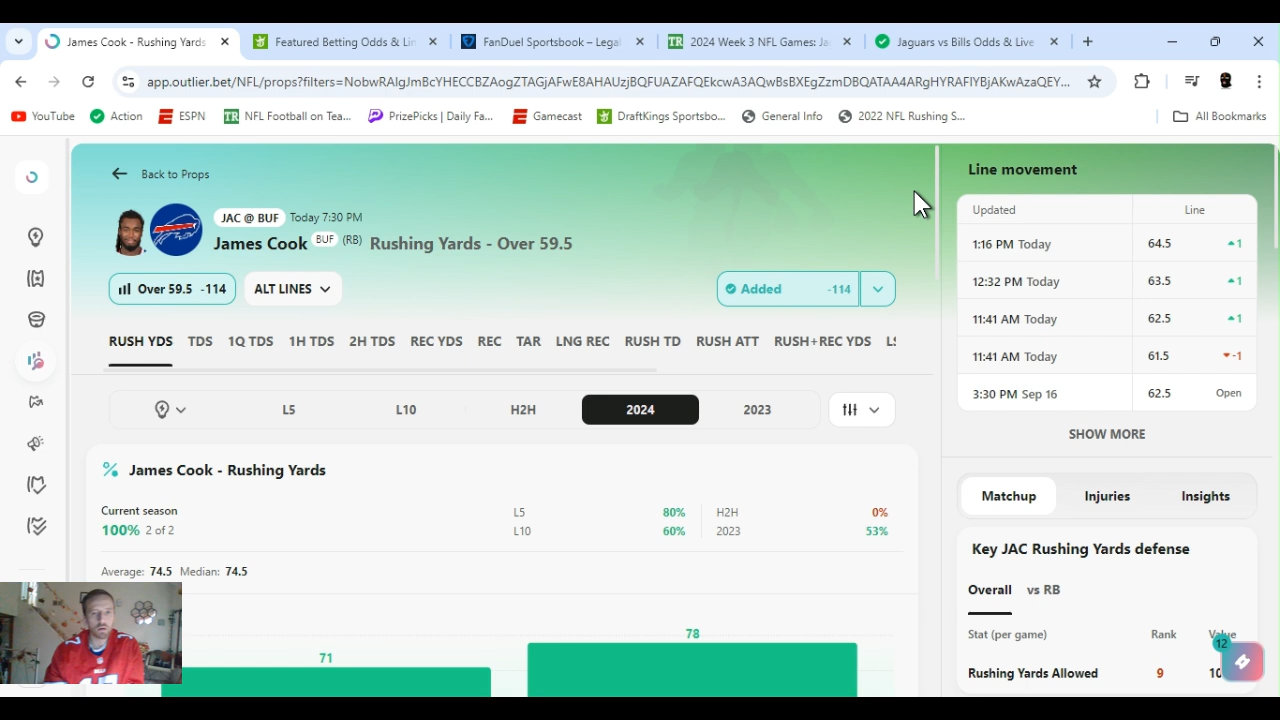 James Cook - Rushing Yards
Featured Betting Odds & Lin
FanDuel Sportsbook – Legal
2024 Week 3 NFL Games: Ja
Jaguars vs Bills Odds & Live
app.outlier.bet/NFL/props?filters=NobwRAIgJmBcYHECCBZAogZTAGjAFwE8AHAUzjBQFUAZAFQEkcwA3AQwBsBXEgZzmDBQATAA4ARgHYRAFIYBjAKwAzaQEY...
YouTube
Action
ESPN
NFL Football on Tea...
PrizePicks | Daily Fa...
Gamecast
DraftKings Sportsbo...
General Info
2022 NFL Rushing S...
All Bookmarks
Back to Props
JAC @ BUF Today 7:30 PM
James Cook BUF (RB) Rushing Yards - Over 59.5
Over 59.5 -114
ALT LINES
Added -114
RUSH YDS TDS 1Q TDS 1H TDS 2H TDS REC YDS REC TAR LNG REC RUSH TD RUSH ATT RUSH+REC YDS
L5 L10 H2H 2024 2023
James Cook - Rushing Yards
Current season
100% 2 of 2
L5 80% H2H 0%
L10 60% 2023 53%
Average: 74.5 Median: 74.5
71
78
Line movement
Updated Line
1:16 PM Today 64.5 1
12:32 PM Today 63.5 1
11:41 AM Today 62.5 1
11:41 AM Today 61.5 -1
3:30 PM Sep 16 62.5 Open
SHOW MORE
Matchup Injuries Insights
Key JAC Rushing Yards defense
Overall vs RB
Stat (per game) Rank Value
12
Rushing Yards Allowed 9